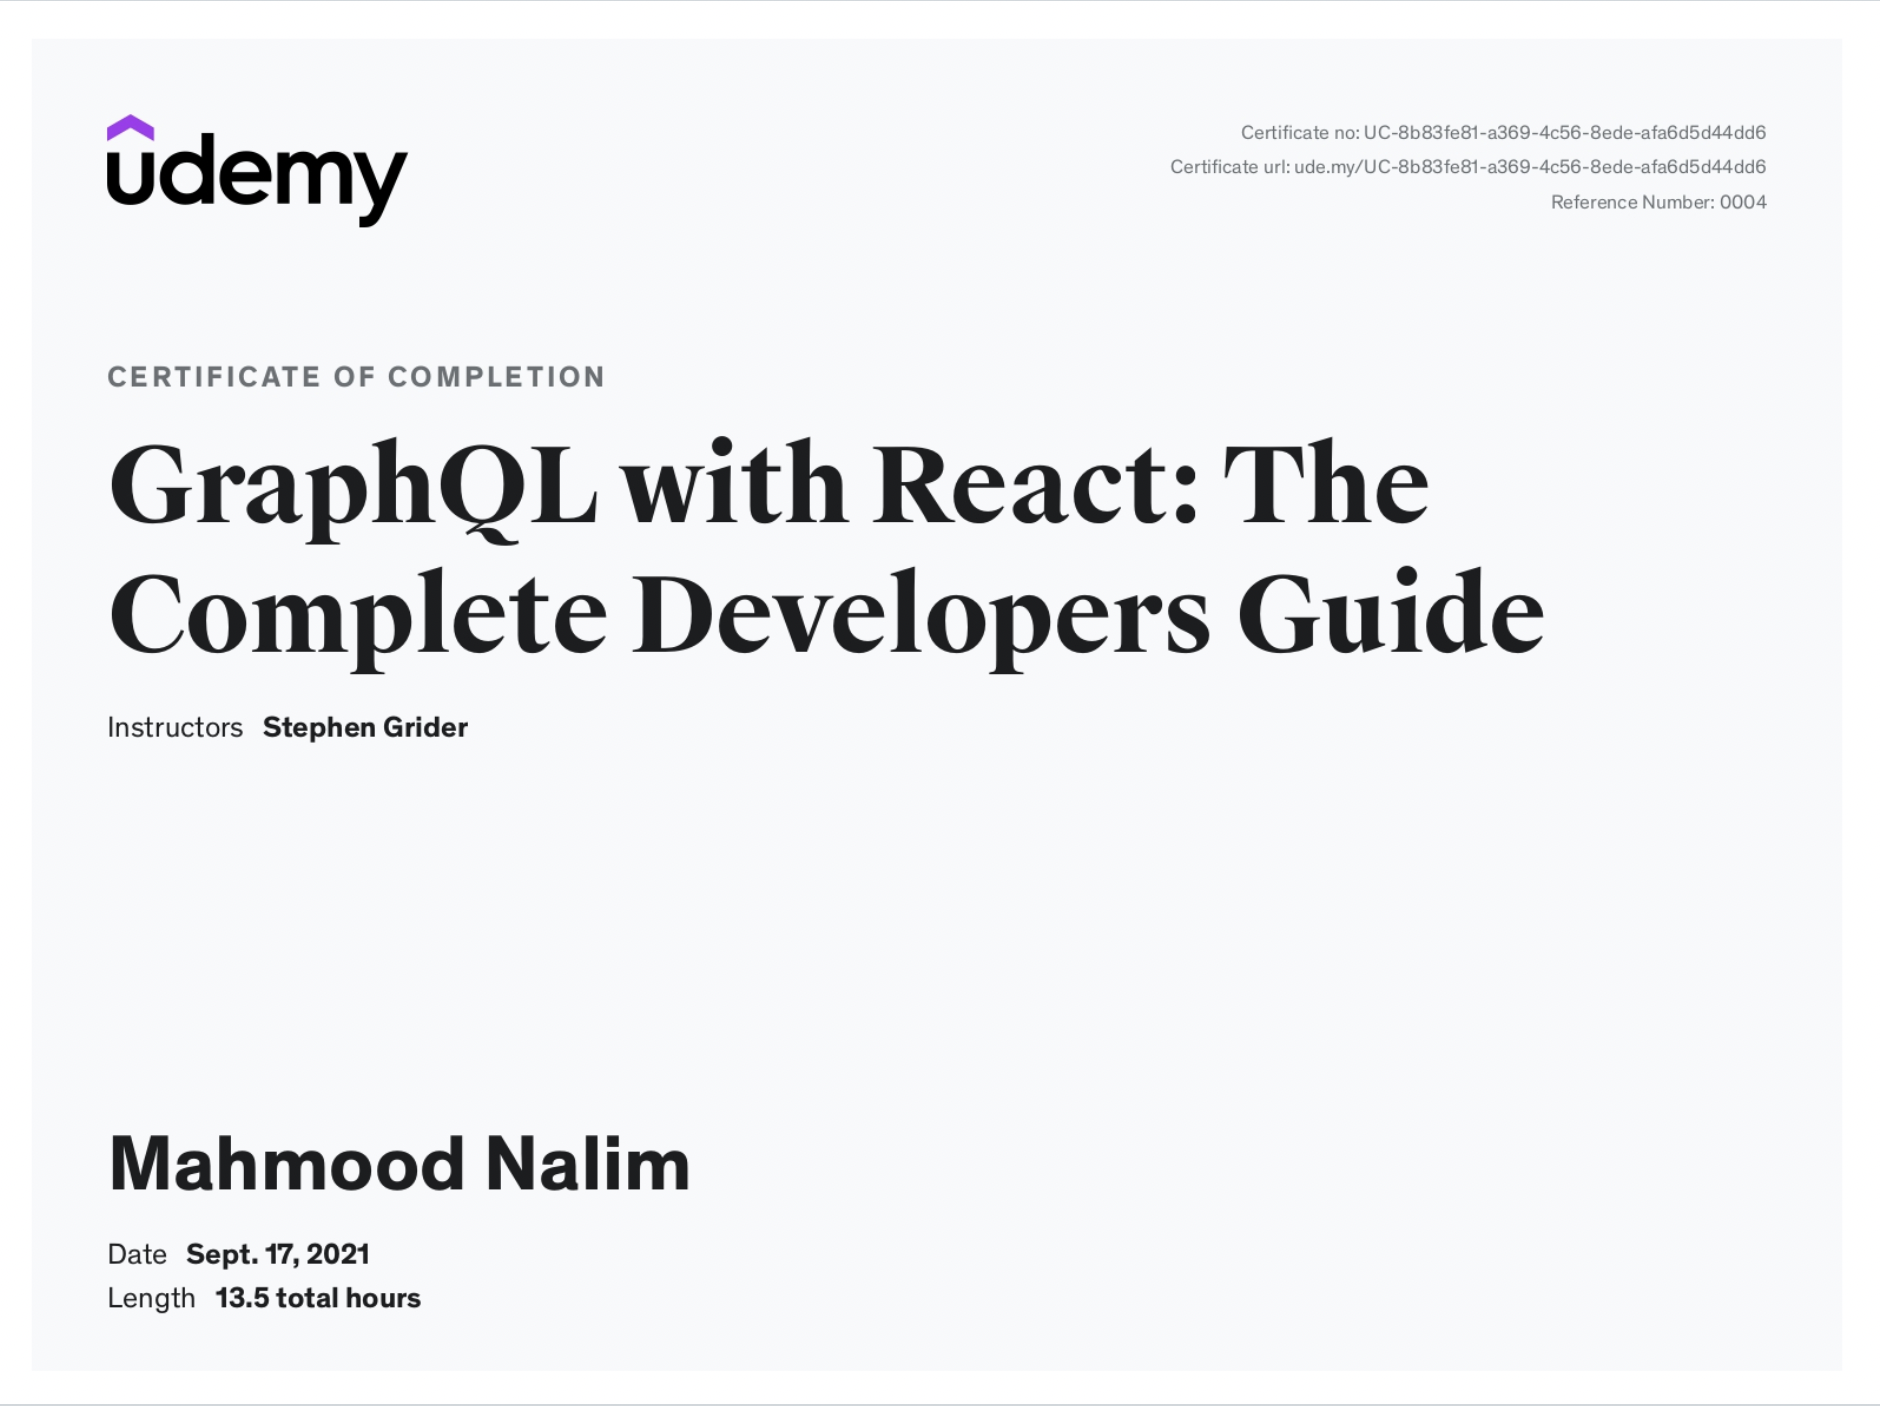 udemy
Certificate no: UC-8b83fe81-a369-4c56-8ede-afa6d5d44dd6
Certificate url: ude.my/UC-8b83fe81-a369-4c56-8ede-afa6d5d44dd6
Reference Number: 0004
CERTIFICATE OF COMPLETION
GraphQL with React: The
Complete Developers Guide
Instructors Stephen Grider
Mahmood Nalim
Date Sept. 17, 2021
Length 13.5 total hours